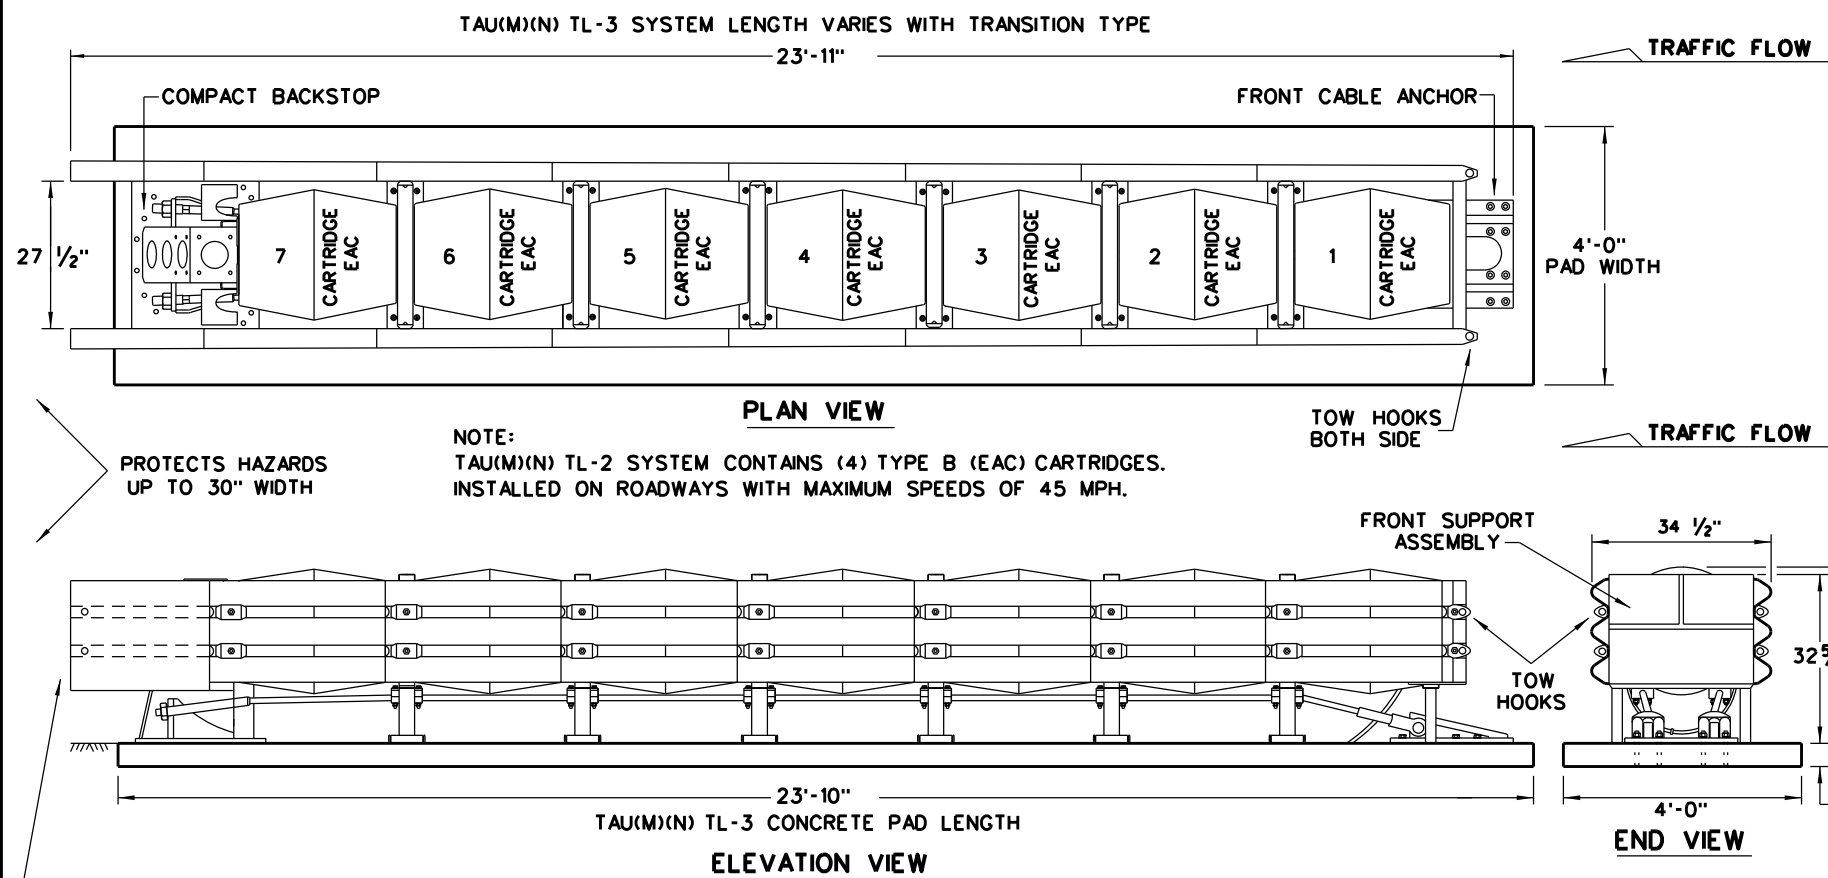 TAU(M)(N) TL-3 SYSTEM LENGTH VARIES WITH TRANSITION TYPE
23'-11"
TRAFFIC FLOW
COMPACT BACKSTOP
FRONT CABLE ANCHOR
27 1/2"
7
CARTRIDGE
EAC
6
CARTRIDGE
EAC
5
CARTRIDGE
EAC
4
CARTRIDGE
EAC
3
CARTRIDGE
EAC
2
CARTRIDGE
EAC
1
CARTRIDGE
EAC
4'-0"
PAD WIDTH
PLAN VIEW
TOW HOOKS
BOTH SIDE
TRAFFIC FLOW
PROTECTS HAZARDS
UP TO 30" WIDTH
NOTE:
TAU(M)(N) TL-2 SYSTEM CONTAINS (4) TYPE B (EAC) CARTRIDGES.
INSTALLED ON ROADWAYS WITH MAXIMUM SPEEDS OF 45 MPH.
FRONT SUPPORT
ASSEMBLY
34 1/2"
32
TOW
HOOKS
23'-10"
TAU(M)(N) TL-3 CONCRETE PAD LENGTH
ELEVATION VIEW
4'-0"
END VIEW